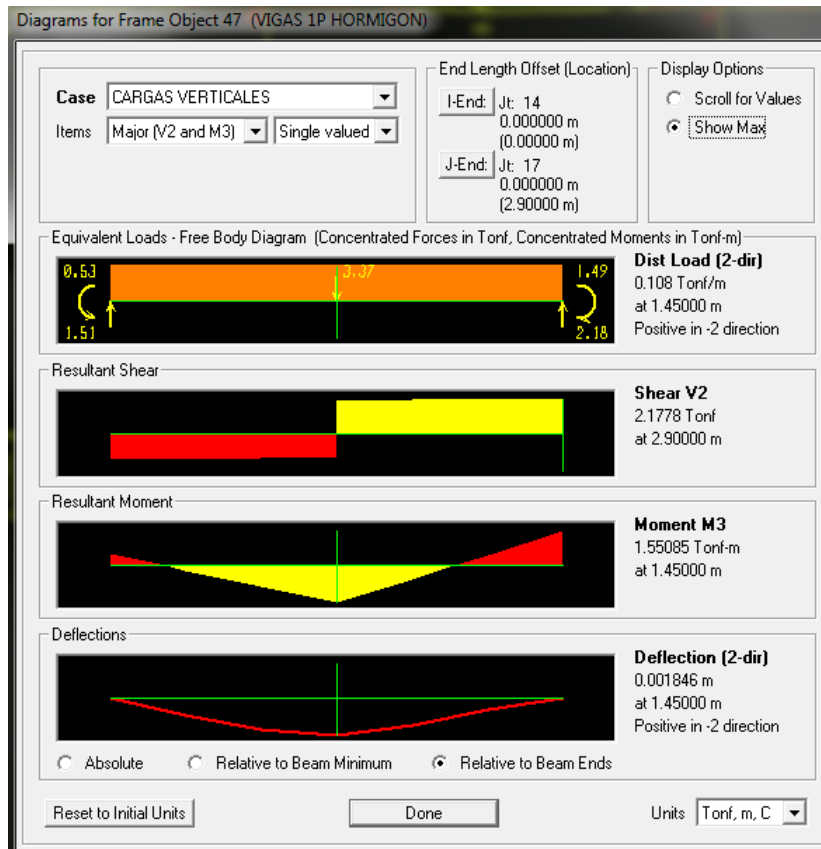 Diagrams for Frame Object 47 (VIGAS 1P HORMIGON)
Case CARGAS VERTICALES
Items Major (V2 and M3) Single valued
End Length Offset (Location)
I-End: Jt: 14
0.000000 m
(0.00000 m)
J-End: Jt: 17
0.000000 m
(2.90000 m)
Display Options
Scroll for Values
Show Max
Equivalent Loads - Free Body Diagram (Concentrated Forces in Tonf, Concentrated Moments in Tonf-m)
0.53 3.37 1.49
1.51 2.18
Dist Load (2-dir)
0.108 Tonf/m
at 1.45000 m
Positive in -2 direction
Resultant Shear
Shear V2
2.1778 Tonf
at 2.90000 m
Resultant Moment
Moment M3
1.55085 Tonf-m
at 1.45000 m
Deflections
Deflection (2-dir)
0.001846 m
at 1.45000 m
Positive in -2 direction
Absolute Relative to Beam Minimum Relative to Beam Ends
Reset to Initial Units Done Units Tonf, m, C